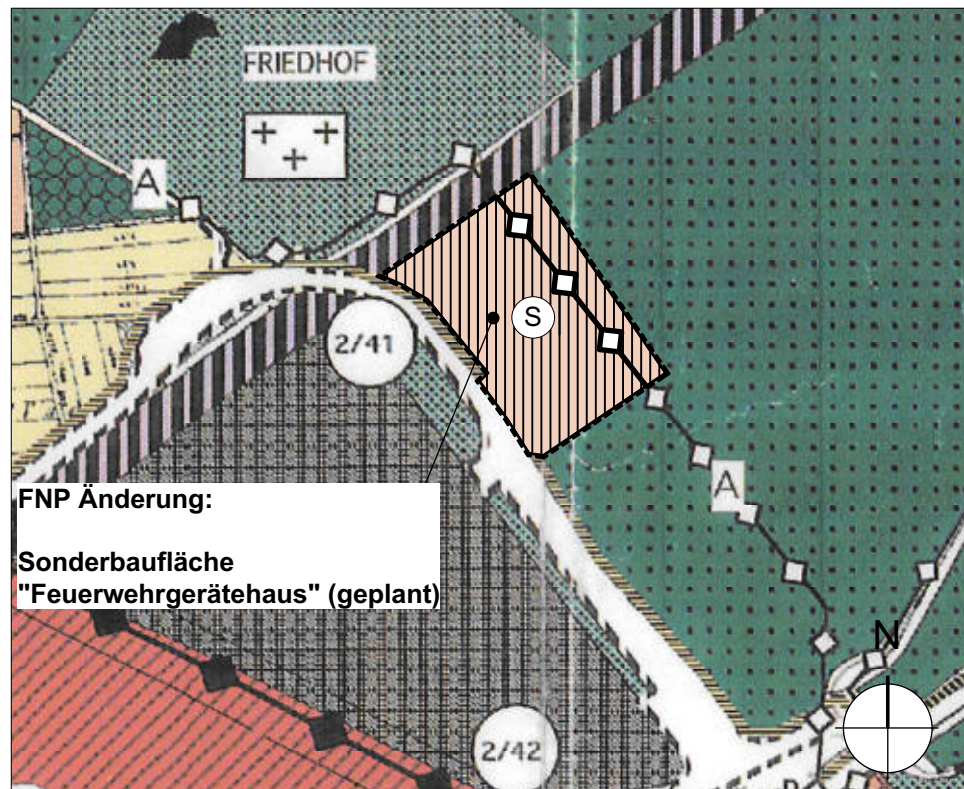 FRIEDHOF
A
2/41
S
FNP Änderung:
Sonderbaufläche
"Feuerwehrgerätehaus" (geplant)
A
N
2/42